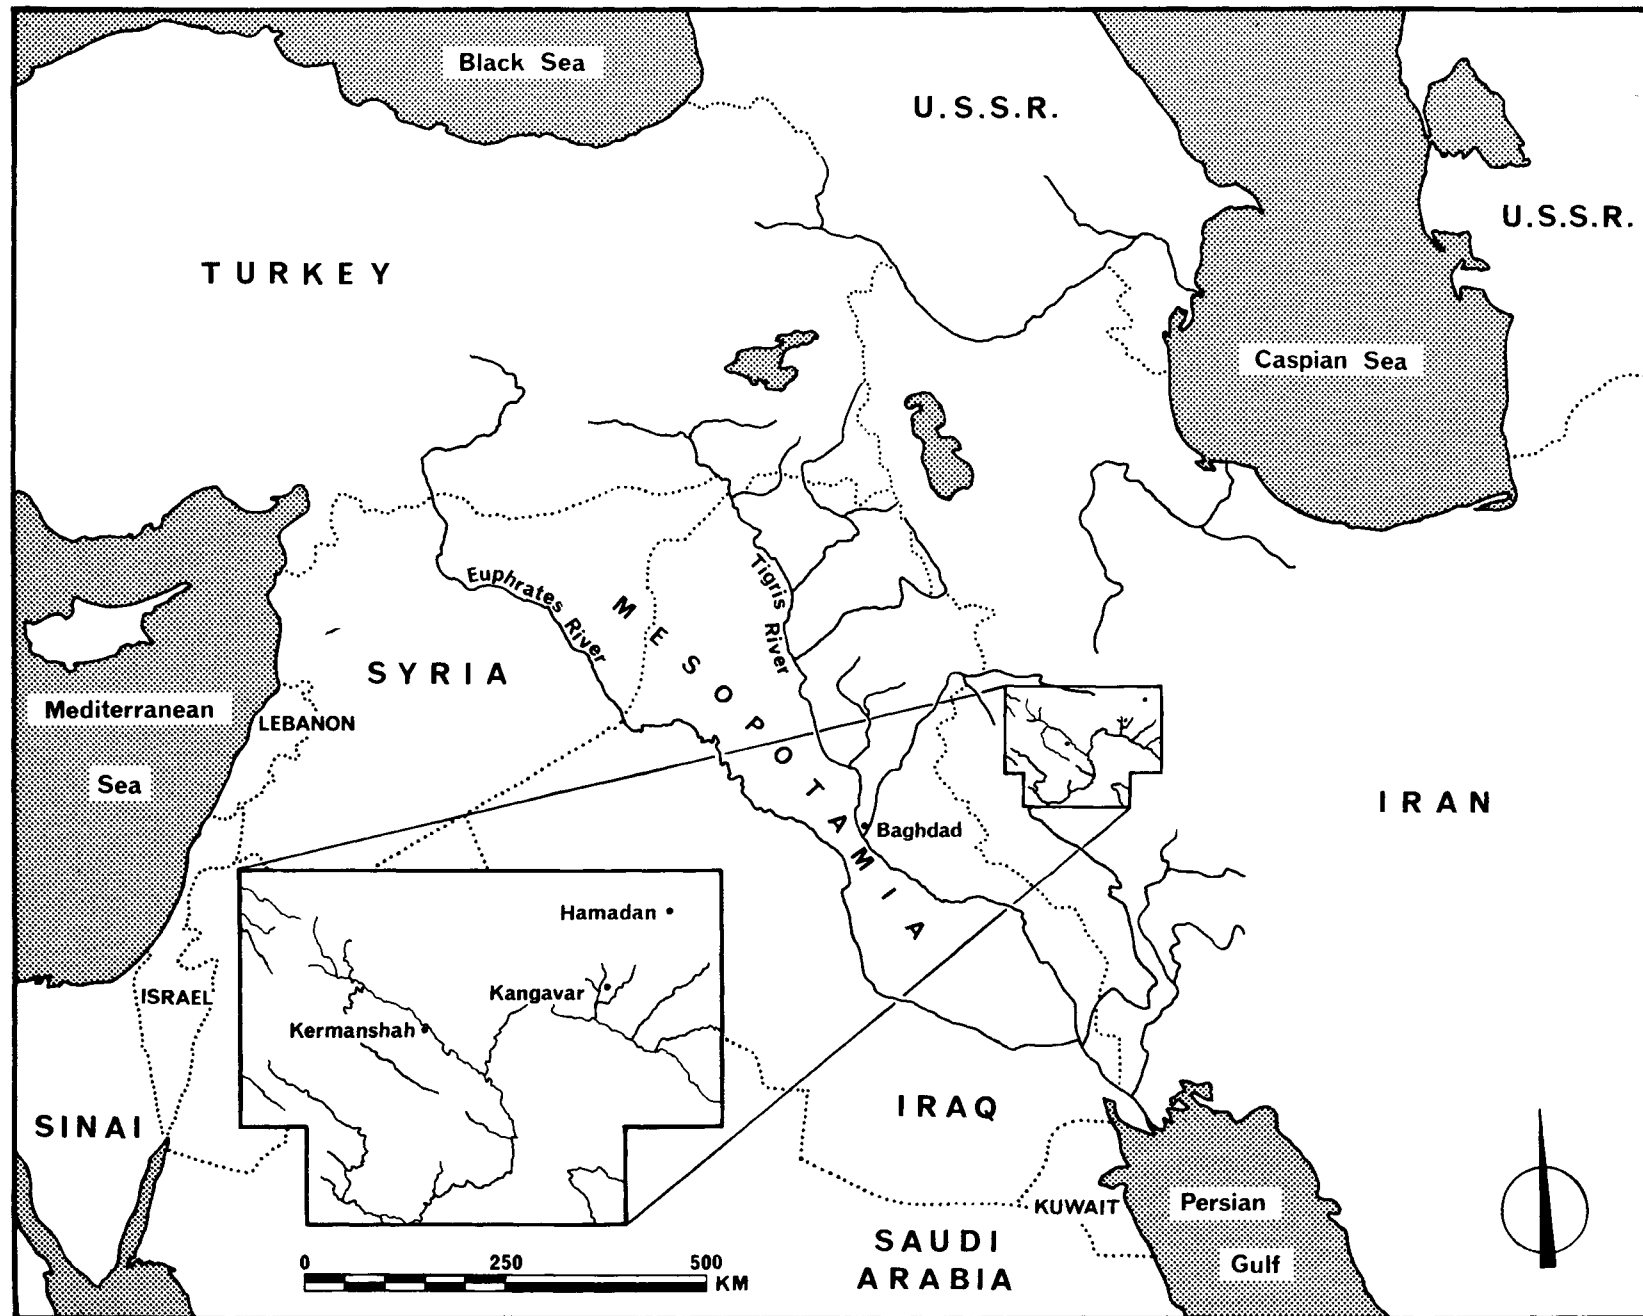 Black Sea
U.S.S.R.
U.S.S.R.
TURKEY
Caspian Sea
Euphrates River
Tigris River
MESOPOTAMIA
SYRIA
Mediterranean
Sea
LEBANON
IRAN
Baghdad
Hamadan
Kangavar
Kermanshah
ISRAEL
SINAI
IRAQ
KUWAIT
Persian
Gulf
SAUDI
ARABIA
0 250 500
KM